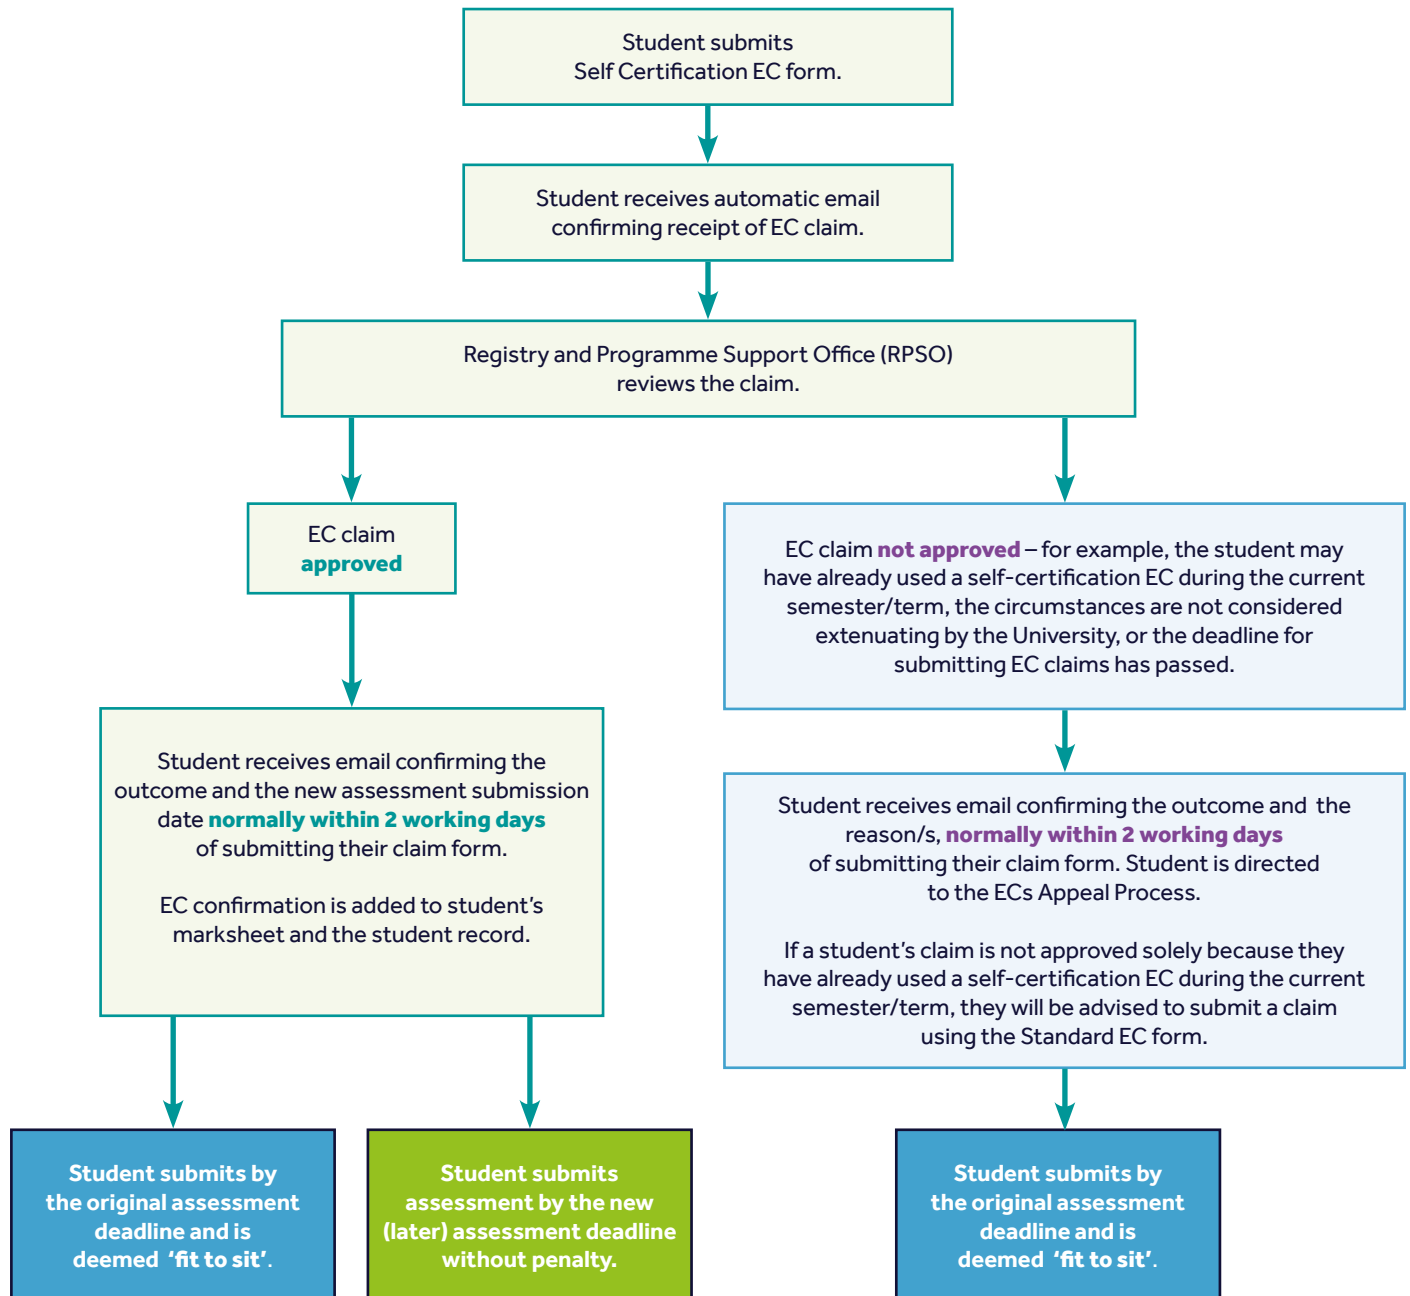 Student submits
Self Certification EC form.
Student receives automatic email
confirming receipt of EC claim.
Registry and Programme Support Office (RPSO)
reviews the claim.
EC claim
approved
EC claim not approved – for example, the student may
have already used a self-certification EC during the current
semester/term, the circumstances are not considered
extenuating by the University, or the deadline for
submitting EC claims has passed.
Student receives email confirming the
outcome and the new assessment submission
date normally within 2 working days
of submitting their claim form.
EC confirmation is added to student’s
marksheet and the student record.
Student receives email confirming the outcome and the
reason/s, normally within 2 working days
of submitting their claim form. Student is directed
to the ECs Appeal Process.
If a student’s claim is not approved solely because they
have already used a self-certification EC during the current
semester/term, they will be advised to submit a claim
using the Standard EC form.
Student submits by
the original assessment
deadline and is
deemed ‘fit to sit’.
Student submits
assessment by the new
(later) assessment deadline
without penalty.
Student submits by
the original assessment
deadline and is
deemed ‘fit to sit’.